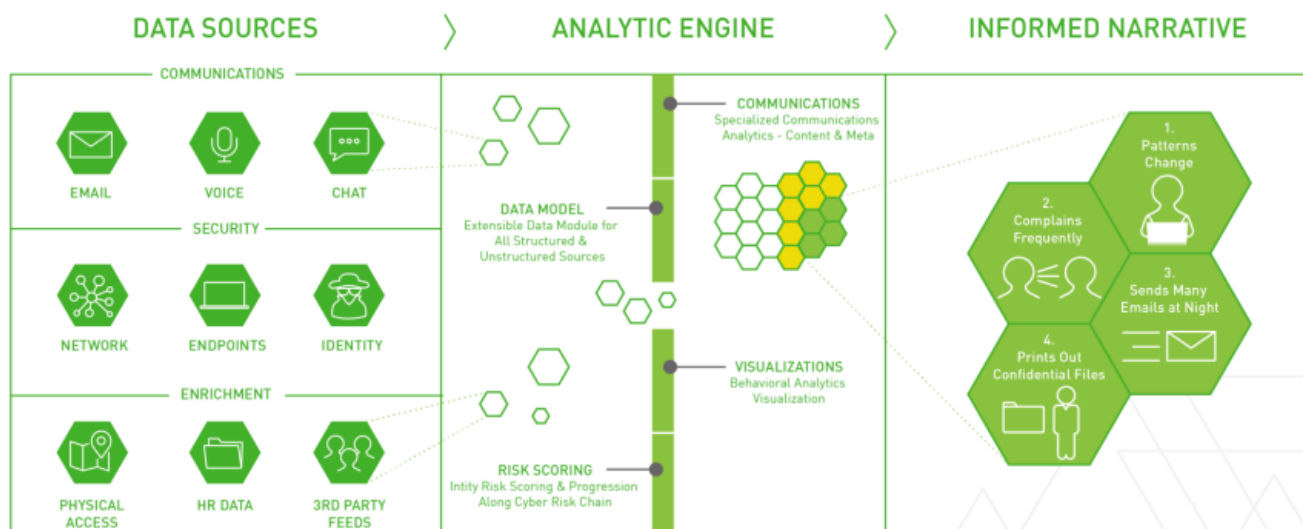 DATA SOURCES
ANALYTIC ENGINE
INFORMED NARRATIVE
COMMUNICATIONS
EMAIL
VOICE
CHAT
SECURITY
NETWORK
ENDPOINTS
IDENTITY
ENRICHMENT
PHYSICAL
ACCESS
HR DATA
3RD PARTY
FEEDS
COMMUNICATIONS
Specialized Communications
Analytics - Content & Meta
DATA MODEL
Extensible Data Module for
All Structured &
Unstructured Sources
VISUALIZATIONS
Behavioral Analytics
Visualization
RISK SCORING
Intity Risk Scoring & Progression
Along Cyber Risk Chain
1.
Patterns
Change
2.
Complains
Frequently
3.
Sends Many
Emails at Night
4.
Prints Out
Confidential Files